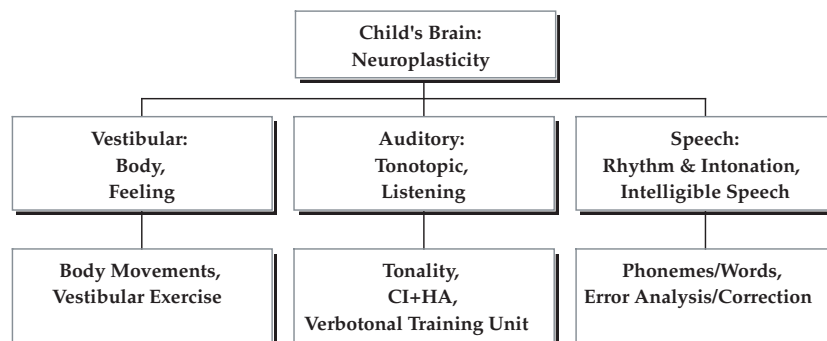 Child's Brain:
Neuroplasticity
Vestibular:
Body,
Feeling
Auditory:
Tonotopic,
Listening
Speech:
Rhythm & Intonation,
Intelligible Speech
Body Movements,
Vestibular Exercise
Tonality,
CI+HA,
Verbotonal Training Unit
Phonemes/Words,
Error Analysis/Correction